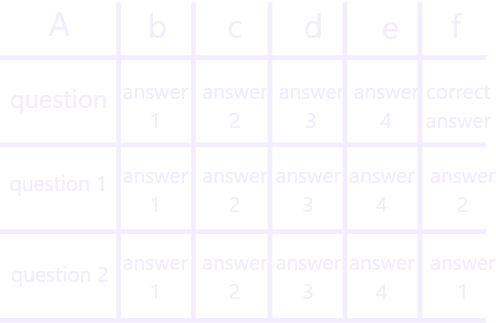 A b c d e f
question answer 1 answer 2 answer 3 answer 4 correct answer
question 1 answer 1 answer 2 answer 3 answer 4 answer 2
question 2 answer 1 answer 2 answer 3 answer 4 answer 1